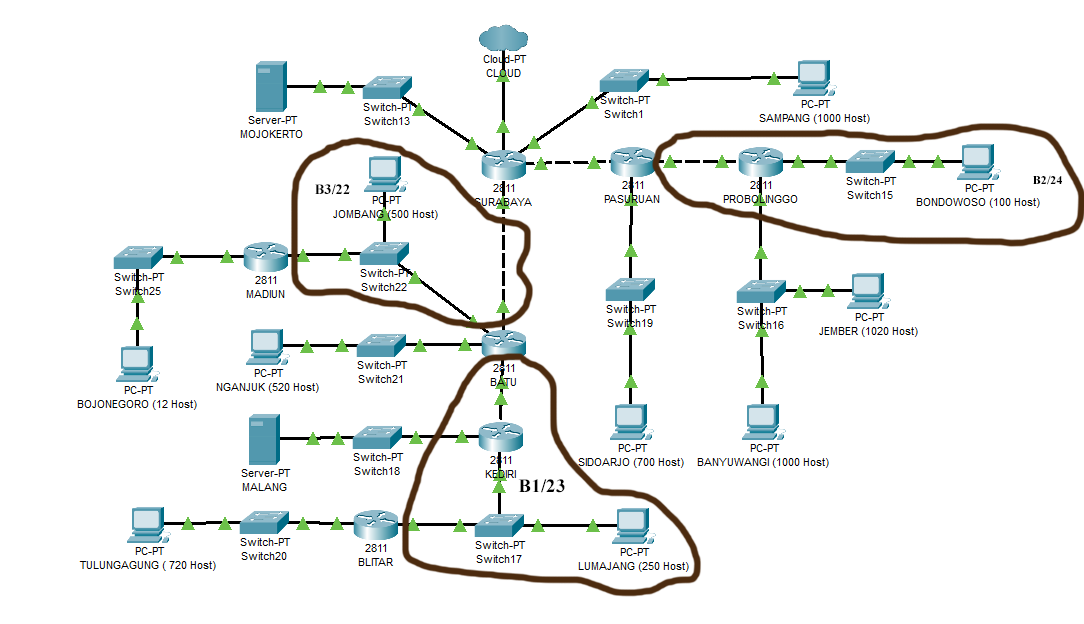 Cloud-PT
CLOUD
Server-PT
MOJOKERTO
Switch-PT
Switch13
Switch-PT
Switch1
PC-PT
SAMPANG (1000 Host)
2811
SURABAYA
2811
PASURUAN
2811
PROBOLINGGO
Switch-PT
Switch15
PC-PT
BONDOWOSO (100 Host)
B2/24
B3/22
PC-PT
JOMBANG (500 Host)
Switch-PT
Switch25
2811
MADIUN
Switch-PT
Switch22
Switch-PT
Switch19
Switch-PT
Switch16
PC-PT
JEMBER (1020 Host)
PC-PT
BOJONEGORO (12 Host)
PC-PT
NGANJUK (520 Host)
Switch-PT
Switch21
2811
BATU
Server-PT
MALANG
Switch-PT
Switch18
2811
KEDIRI
B1/23
PC-PT
SIDOARJO (700 Host)
PC-PT
BANYUWANGI (1000 Host)
PC-PT
TULUNGAGUNG ( 720 Host)
Switch-PT
Switch20
2811
BLITAR
Switch-PT
Switch17
PC-PT
LUMAJANG (250 Host)